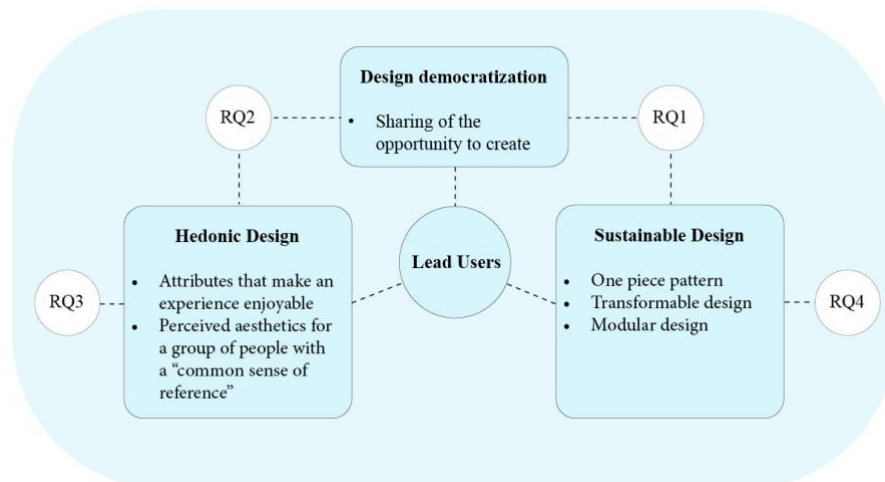 Design democratization
• Sharing of the
opportunity to create
RQ2
RQ1
Hedonic Design
• Attributes that make an
experience enjoyable
• Perceived aesthetics for
a group of people with
a “common sense of
reference”
Lead Users
Sustainable Design
• One piece pattern
• Transformable design
• Modular design
RQ3
RQ4